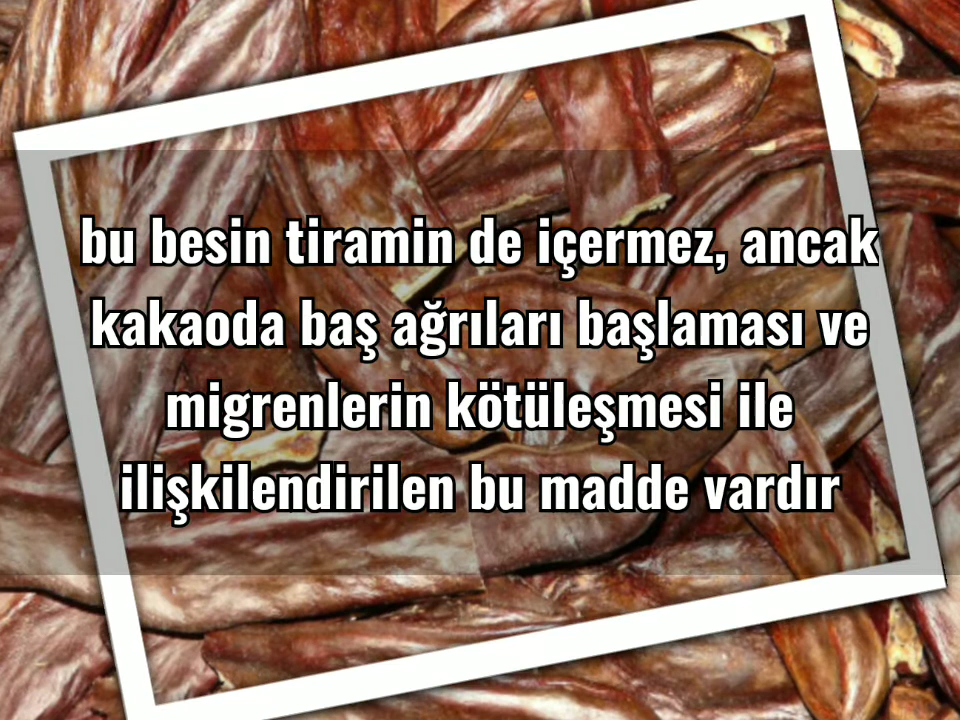 bu besin tiramin de içermez, ancak
kakaoda baş ağrıları başlaması ve
migrenlerin kötüleşmesi ile
ilişkilendirilen bu madde vardır